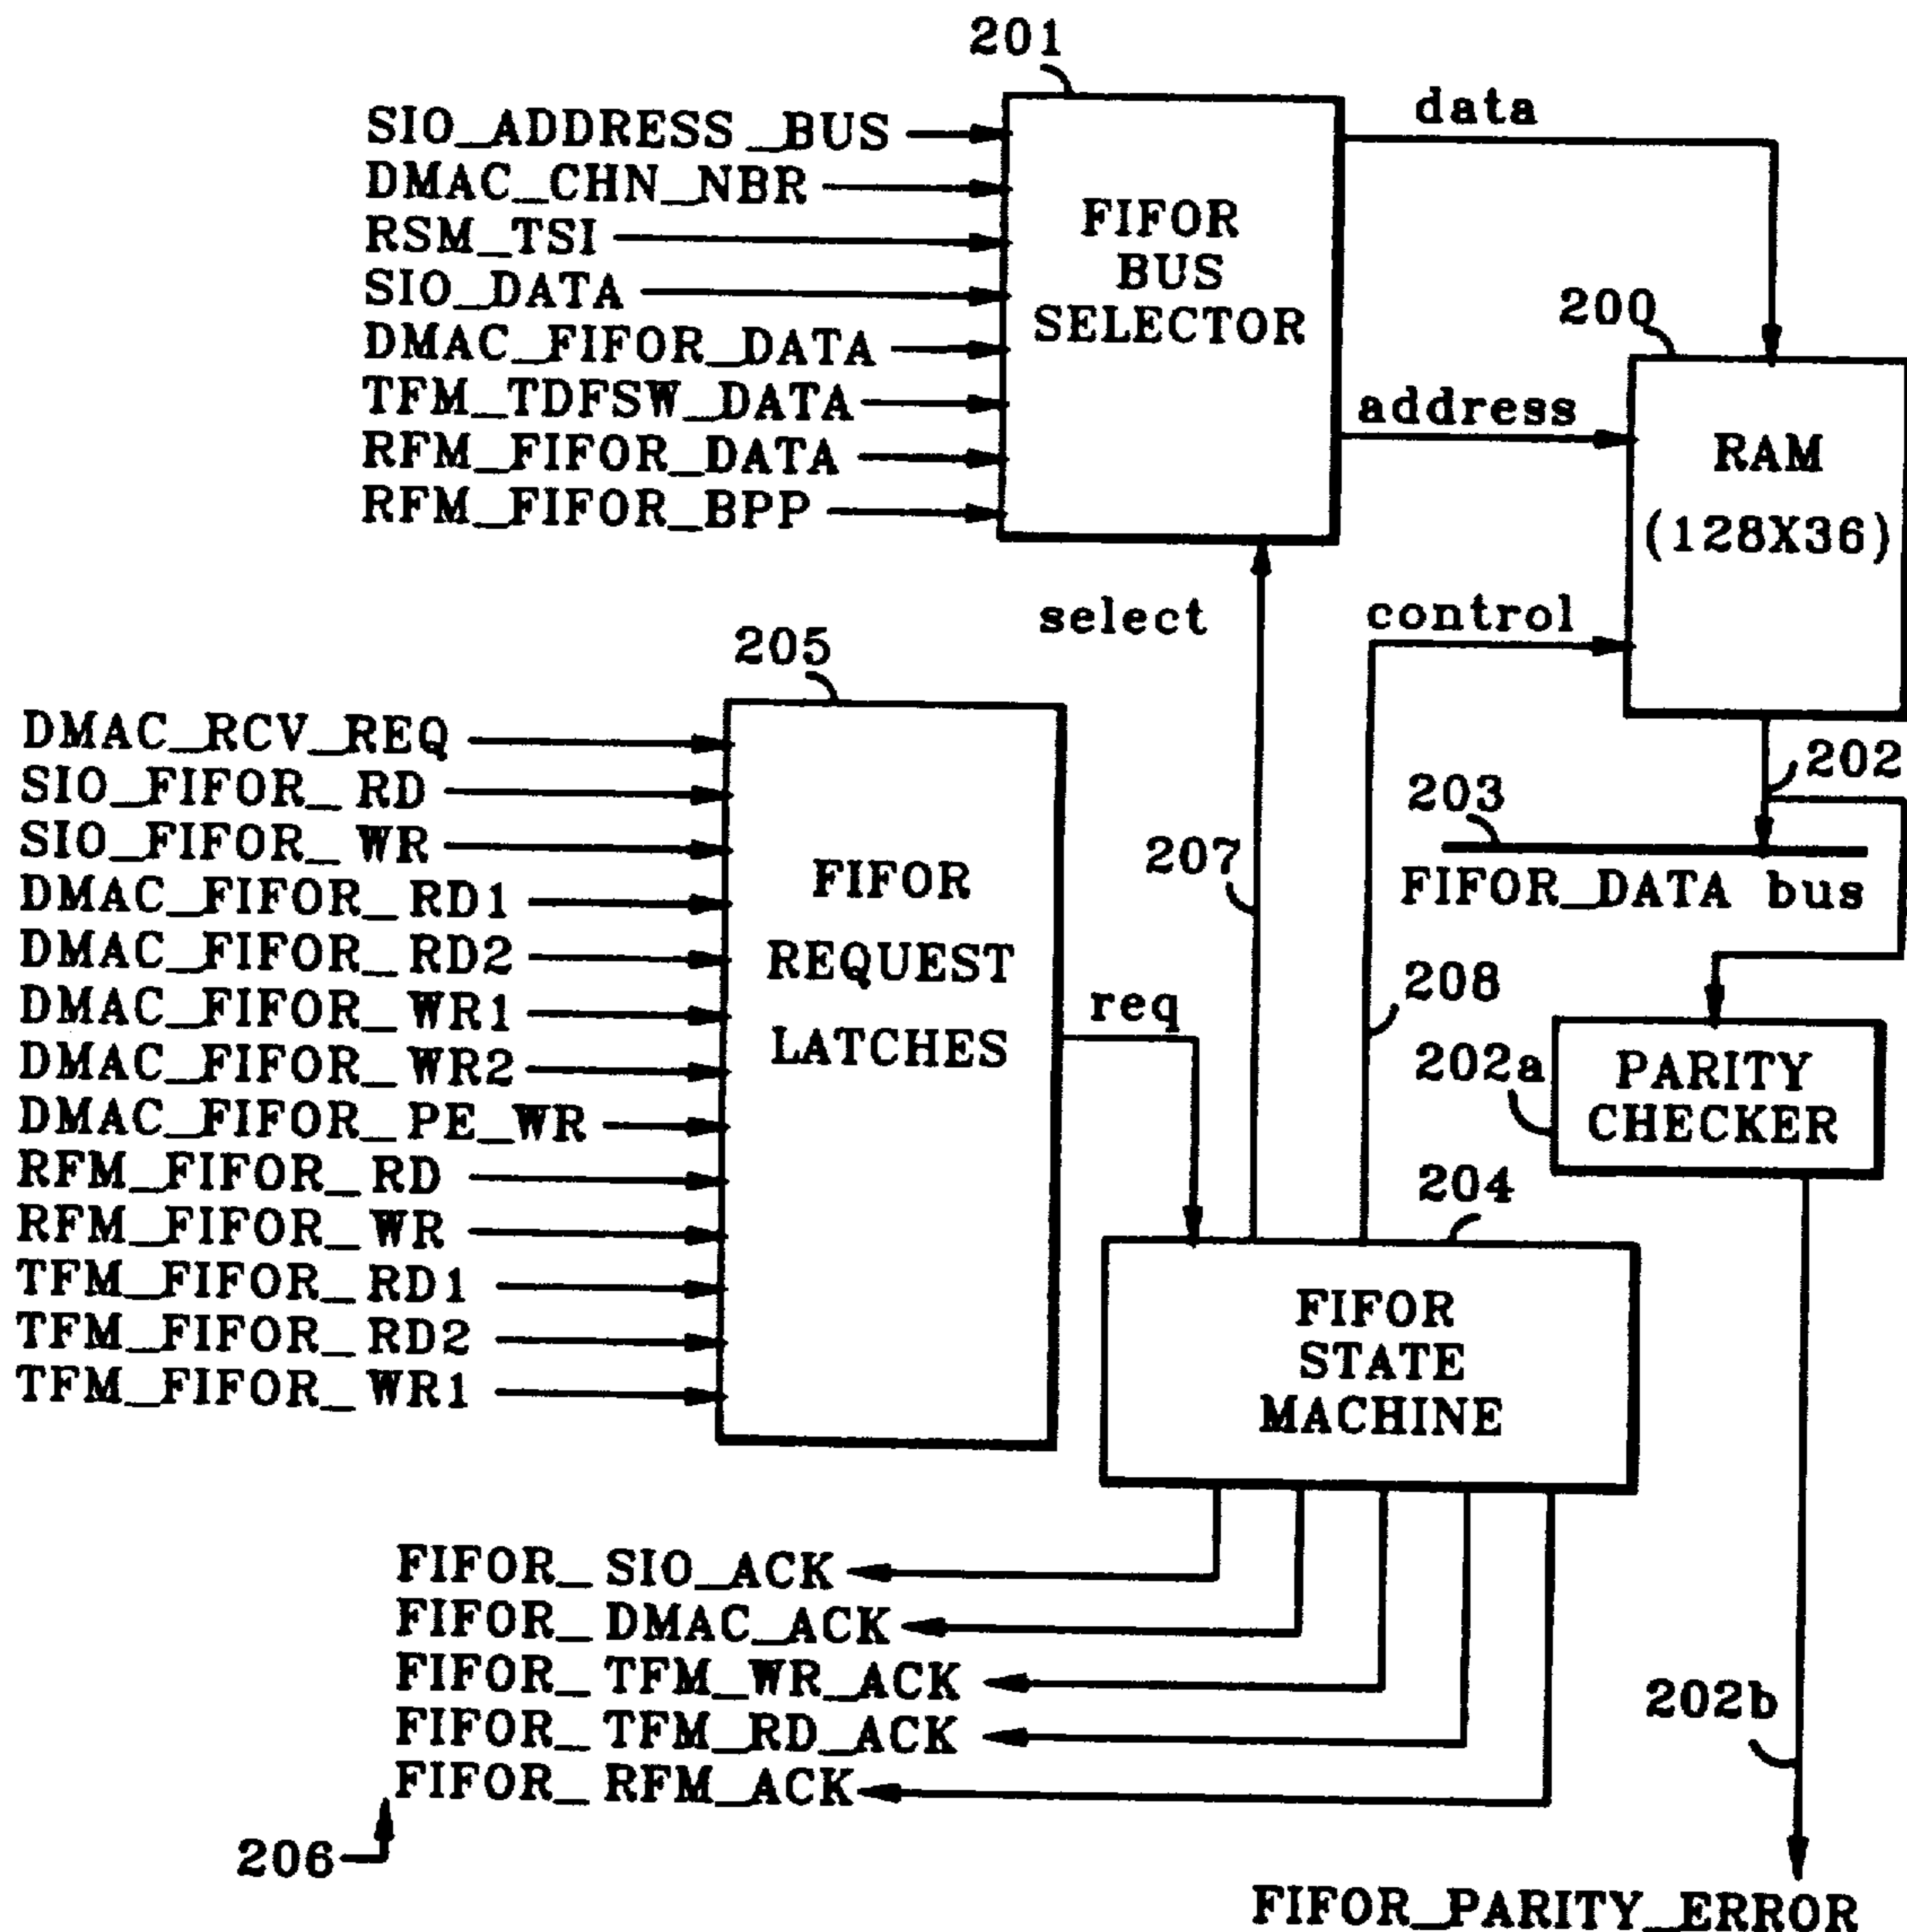 201
SIO_ADDRESS_BUS
DMAC_CHN_NBR
RSM_TSI
SIO_DATA
DMAC_FIFOR_DATA
TFM_TDFSW_DATA
RFM_FIFOR_DATA
RFM_FIFOR_BPP
FIFOR
BUS
SELECTOR
data
address
200
RAM
(128X36)
select
control
205
DMAC_RCV_REQ
SIO_FIFOR_RD
SIO_FIFOR_WR
DMAC_FIFOR_RD1
DMAC_FIFOR_RD2
DMAC_FIFOR_WR1
DMAC_FIFOR_WR2
DMAC_FIFOR_PE_WR
RFM_FIFOR_RD
RFM_FIFOR_WR
TFM_FIFOR_RD1
TFM_FIFOR_RD2
TFM_FIFOR_WR1
FIFOR
REQUEST
LATCHES
req
207
208
202
203
FIFOR_DATA bus
202a
PARITY
CHECKER
204
FIFOR
STATE
MACHINE
FIFOR_SIO_ACK
FIFOR_DMAC_ACK
FIFOR_TFM_WR_ACK
FIFOR_TFM_RD_ACK
FIFOR_RFM_ACK
206
202b
FIFOR_PARITY_ERROR